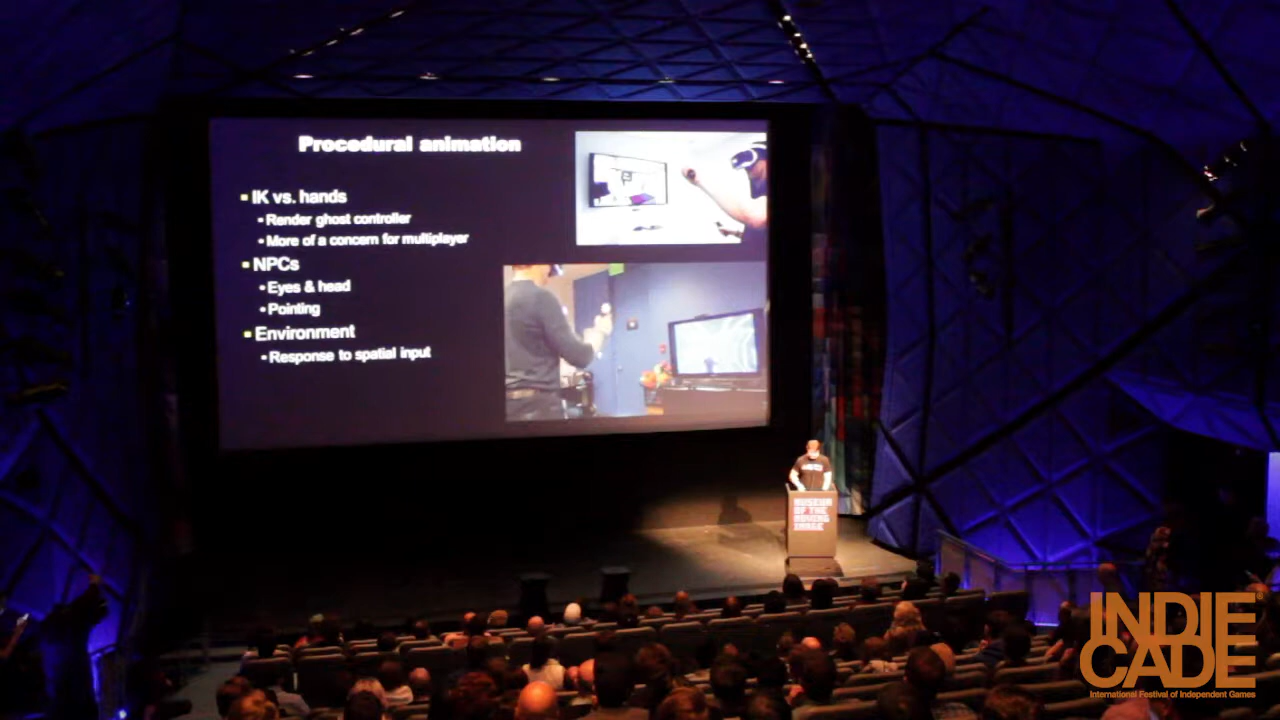 Procedural animation
▪ IK vs. hands
▪ Render ghost controller
▪ More of a concern for multiplayer
▪ NPCs
▪ Eyes & head
▪ Pointing
▪ Environment
▪ Response to spatial input
MUSEUM
OF THE
MOVING
IMAGE
INDIE
CADE
International Festival of Independent Games